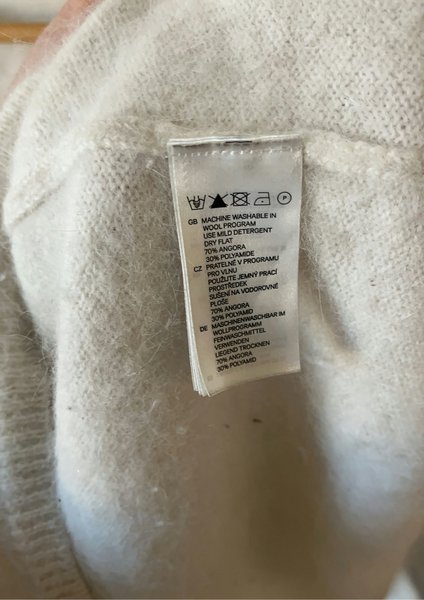 GB MACHINE WASHABLE IN
WOOL PROGRAM
USE MILD DETERGENT
DRY FLAT
70% ANGORA
30% POLYAMIDE
CZ PRATELNÉ V PROGRAMU
PRO VLNU
POUŽIJTE JEMNÝ PRACÍ
PROSTŘEDEK
SUŠENÍ NA VODOROVNÉ
PLOŠE
70% ANGORA
30% POLYAMID
DE MASCHINENWASCHBAR IM
WOLLPROGRAMM
FEINWASCHMITTEL
VERWENDEN
LIEGEND TROCKNEN
70% ANGORA
30% POLYAMID